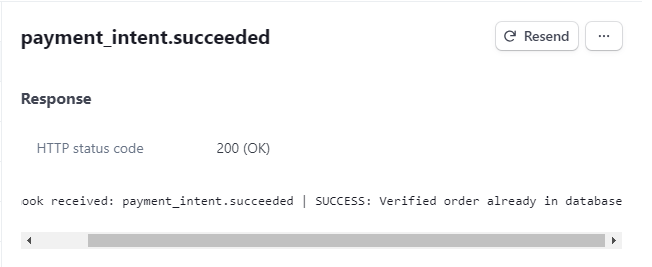 payment_intent.succeeded
Resend
...
Response
HTTP status code 200 (OK)
ook received: payment_intent.succeeded | SUCCESS: Verified order already in database